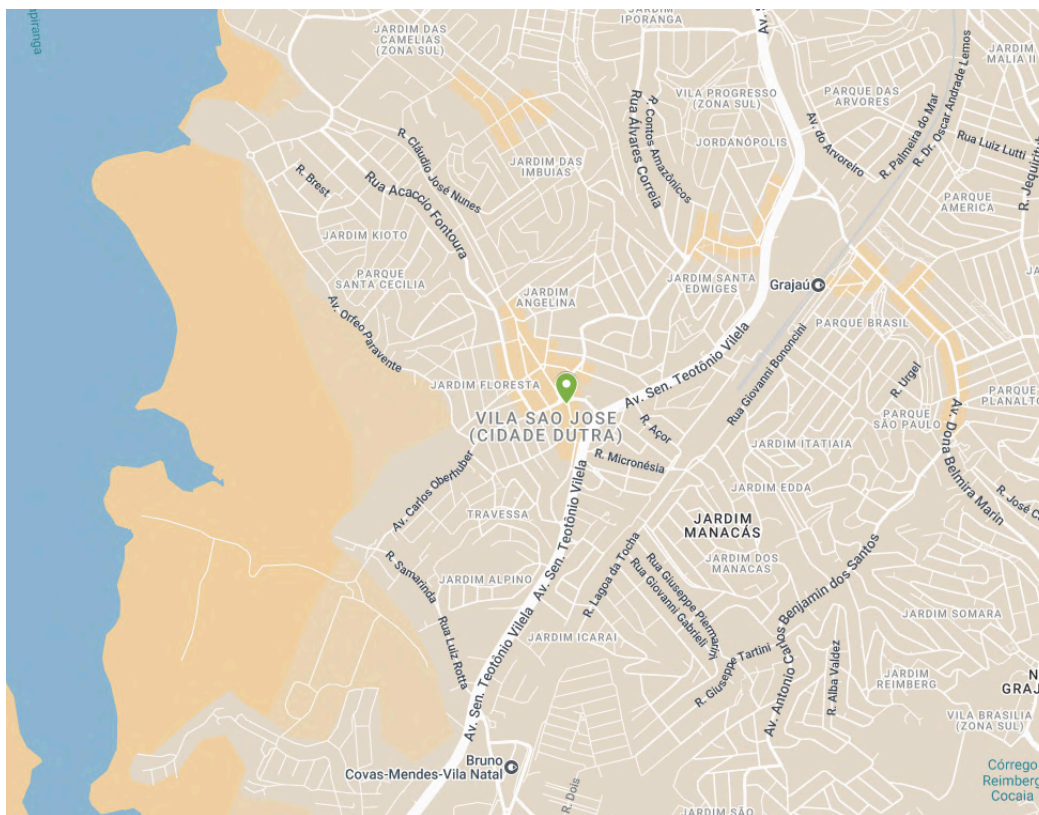 piranga
JARDIM DAS
CAMELIAS
(ZONA SUL)
JARDIM
IPORANGA
Av. S
JARDIM
MALIA II
VILA PROGRESSO
(ZONA SUL)
PARQUE DAS
ARVORES
R. Dr. Oscar Andrade Lemos
R. Palmeira do Mar
Av. do Arvoreiro
Rua Luiz Lutti
R. Jequiritub
R. Contos Amazônicos
Rua Álvares Correia
JORDANÓPOLIS
R. Cláudio José Nunes
JARDIM DAS
IMBUIAS
R. Brest
Rua Acaccio Fontoura
PARQUE
AMERICA
JARDIM KIOTO
PARQUE
SANTA CECILIA
JARDIM
ANGELINA
JARDIM SANTA
EDWIGES
Grajaú
Av. Orfeo Paravente
PARQUE BRASIL
Av. Sen. Teotônio Vilela
Rua Giovanni Bononcini
R. Urgel
JARDIM FLORESTA
PARQUE
PLANALTO
VILA SAO JOSE
(CIDADE DUTRA)
R. Açor
PARQUE
SÃO PAULO
Av. Dona Belmira Marin
JARDIM ITATIAIA
R. Micronésia
Av. Carlos Oberhuber
JARDIM EDDA
R. José C
TRAVESSA
Av. Sen. Teotônio Vilela
JARDIM
MANACÁS
JARDIM DOS
MANACAS
R. Samarinda
JARDIM ALPINO
R. Lagoa da Tocha
Rua Giuseppe Piermarini
Rua Giovanni Gabrieli
Av. Antonio Carlos Benjamin dos Santos
JARDIM SOMARA
Rua Luiz Rotta
JARDIM ICARAI
R. Giuseppe Tartini
R. Alba Valdez
JARDIM
REIMBERG
N
GRAJ
Av. Sen. Teotônio Vilela
VILA BRASILIA
(ZONA SUL)
Bruno
Covas-Mendes-Vila Natal
R. Dois
Córrego
Reimberg
Cocaia
JARDIM SÃO